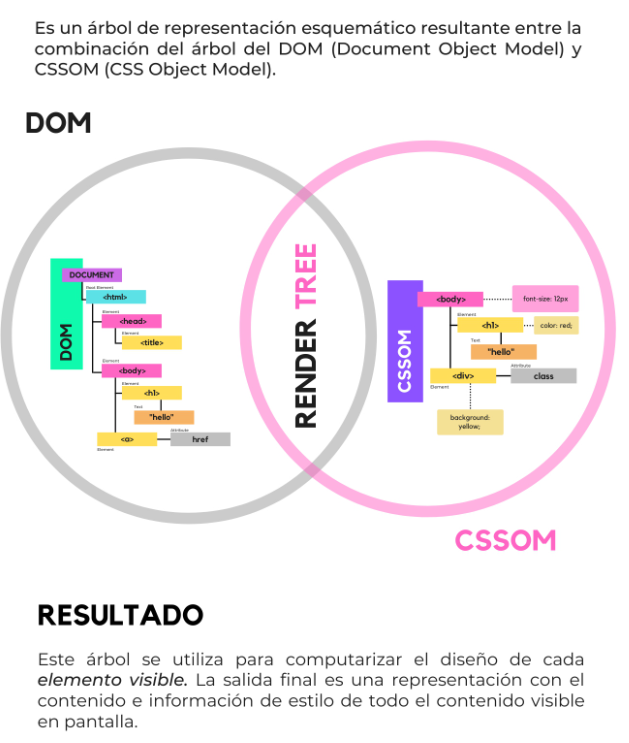 Es un árbol de representación esquemático resultante entre la
combinación del árbol del DOM (Document Object Model) y
CSSOM (CSS Object Model).
DOM
RENDER TREE
DOM
DOCUMENT
Root Element
<html>
Element
<head>
Element
<title>
Element
<body>
Element
<h1>
Text
"hello"
Attribute
<a>
href
Element
CSSOM
<body>
font-size: 12px
Element
<h1>
color: red;
Text
"hello"
Attribute
<div>
class
Element
background:
yellow;
CSSOM
RESULTADO
Este árbol se utiliza para computarizar el diseño de cada
elemento visible. La salida final es una representación con el
contenido e información de estilo de todo el contenido visible
en pantalla.